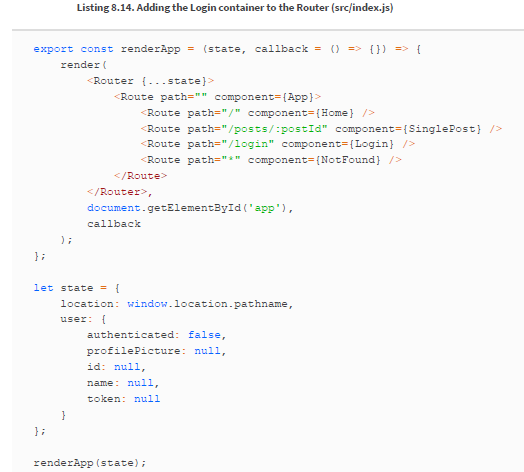 Listing 8.14. Adding the Login container to the Router (src/index.js)
export const renderApp = (state, callback = () => {}) => {
    render(
        <Router {...state}>
            <Route path="" component={App}>
                <Route path="/" component={Home} />
                <Route path="/posts/:postId" component={SinglePost} />
                <Route path="/login" component={Login} />
                <Route path="*" component={NotFound} />
            </Route>
        </Router>,
        document.getElementById('app'),
        callback
    );
};
let state = {
    location: window.location.pathname,
    user: {
        authenticated: false,
        profilePicture: null,
        id: null,
        name: null,
        token: null
    }
};
renderApp(state);